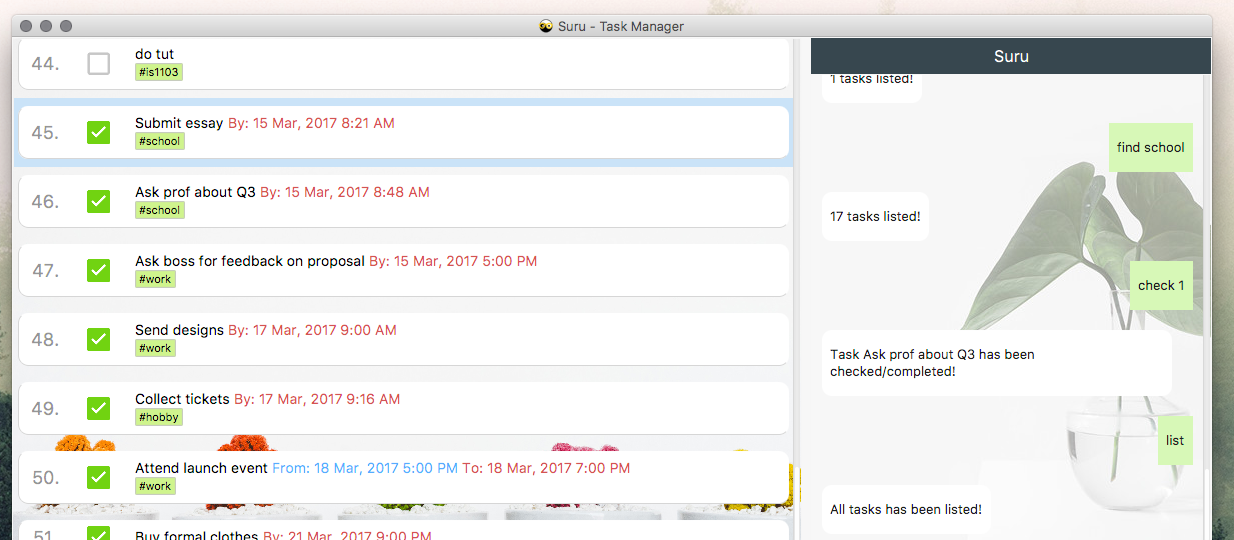 Suru - Task Manager
44.
do tut
#is1103
45.
Submit essay By: 15 Mar, 2017 8:21 AM
#school
46.
Ask prof about Q3 By: 15 Mar, 2017 8:48 AM
#school
47.
Ask boss for feedback on proposal By: 15 Mar, 2017 5:00 PM
#work
48.
Send designs By: 17 Mar, 2017 9:00 AM
#work
49.
Collect tickets By: 17 Mar, 2017 9:16 AM
#hobby
50.
Attend launch event From: 18 Mar, 2017 5:00 PM To: 18 Mar, 2017 7:00 PM
#work
51.
Buy formal clothes By: 21 Mar, 2017 9:00 PM
Suru
1 tasks listed!
find school
17 tasks listed!
check 1
Task Ask prof about Q3 has been
checked/completed!
list
All tasks has been listed!